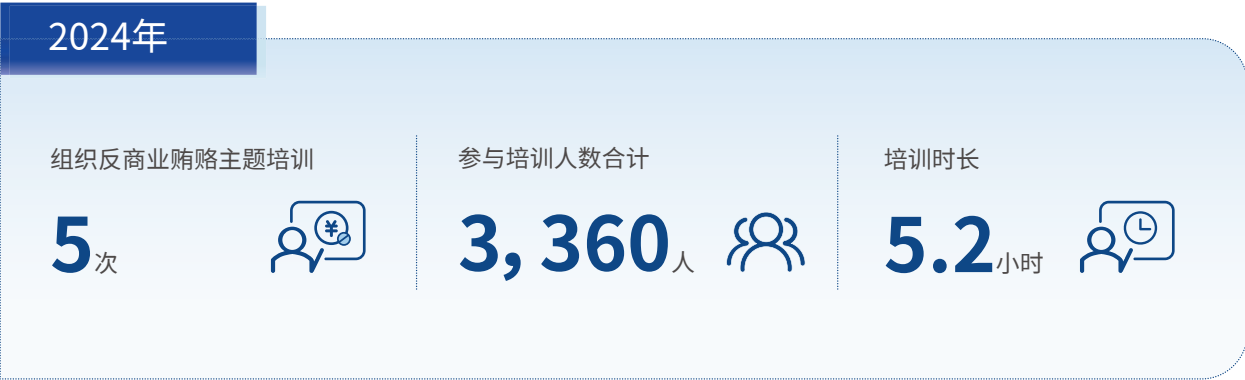 2024年
组织反商业贿赂主题培训
5次
参与培训人数合计
3, 360人
培训时长
5.2小时